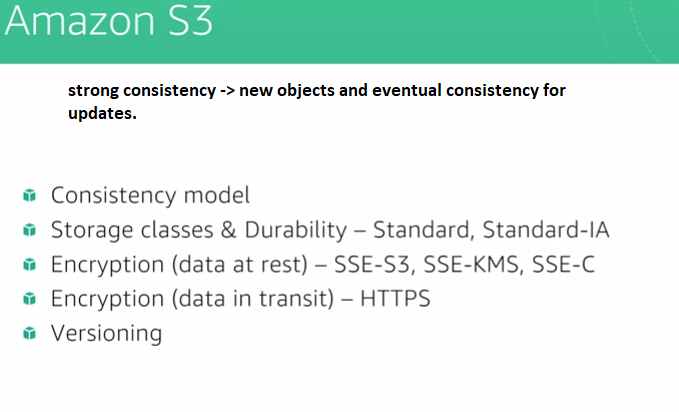 Amazon S3
strong consistency -> new objects and eventual consistency for
updates.
Consistency model
Storage classes & Durability – Standard, Standard-IA
Encryption (data at rest) – SSE-S3, SSE-KMS, SSE-C
Encryption (data in transit) – HTTPS
Versioning